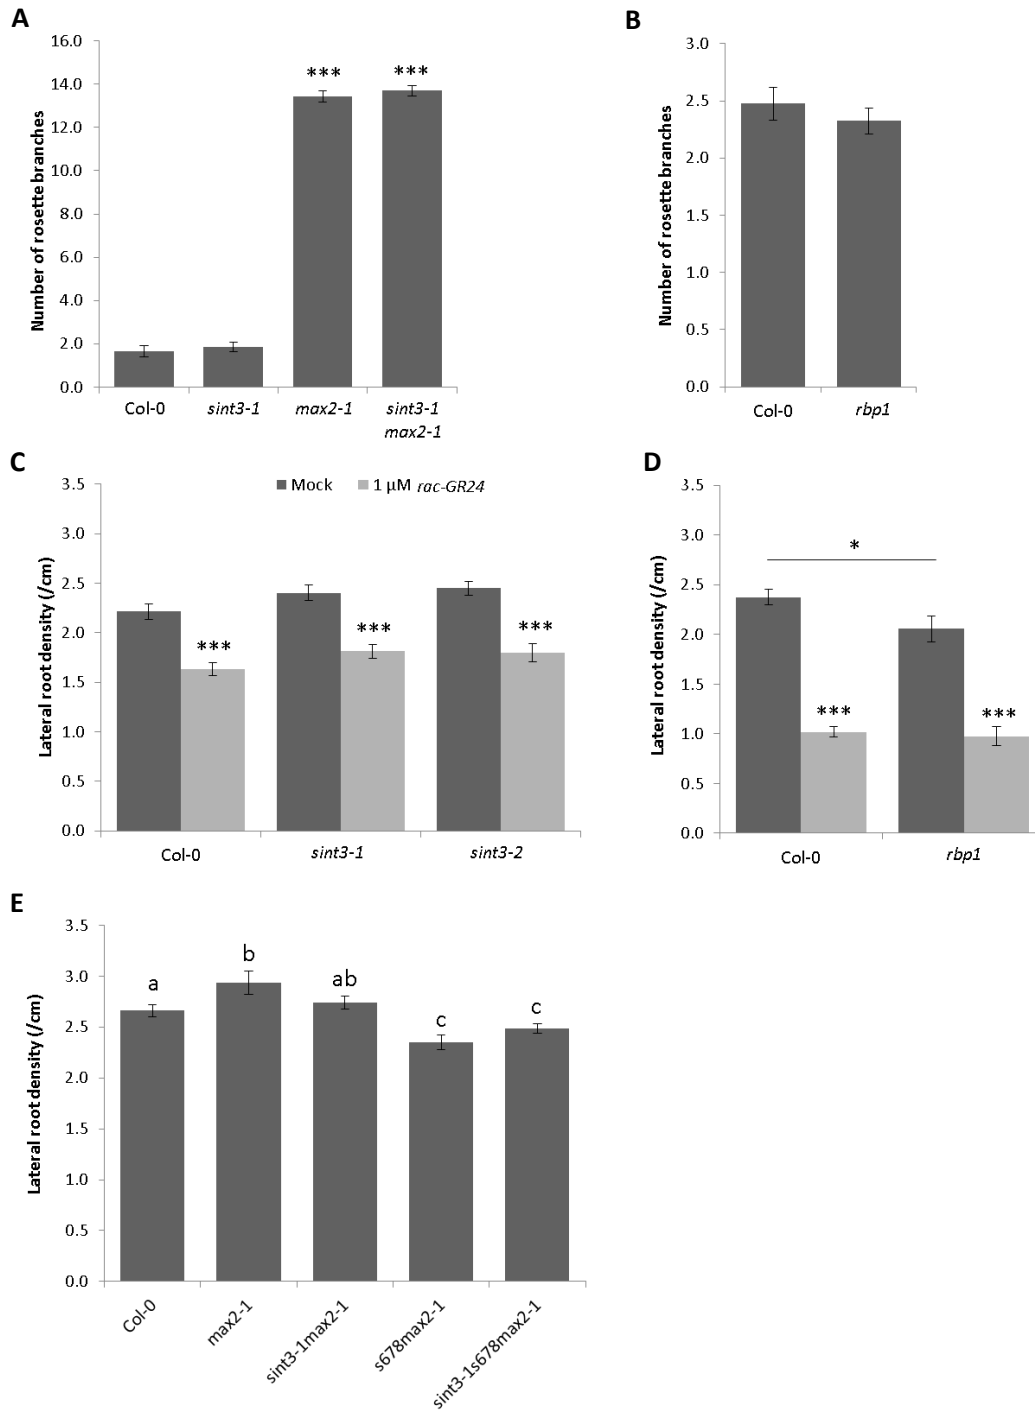 A
Number of rosette branches
16.0
14.0
12.0
10.0
8.0
6.0
4.0
2.0
0.0
***
***
Col-0
sint3-1
max2-1
sint3-1
max2-1
B
Number of rosette branches
3.0
2.5
2.0
1.5
1.0
0.5
0.0
Col-0
rbp1
C
Lateral root density (/cm)
3.5
3.0
2.5
2.0
1.5
1.0
0.5
0.0
Mock
1 µM rac-GR24
***
***
***
Col-0
sint3-1
sint3-2
D
Lateral root density (/cm)
3.5
3.0
2.5
2.0
1.5
1.0
0.5
0.0
*
***
***
Col-0
rbp1
E
Lateral root density (/cm)
3.5
3.0
2.5
2.0
1.5
1.0
0.5
0.0
a
b
ab
c
c
Col-0
max2-1
sint3-1max2-1
s678max2-1
sint3-1s678max2-1